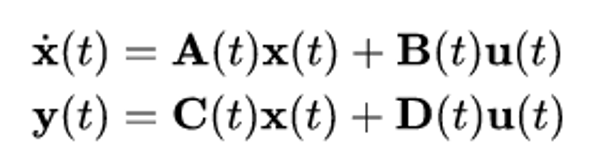 ẋ(t) = A(t)x(t) + B(t)u(t)
y(t) = C(t)x(t) + D(t)u(t)